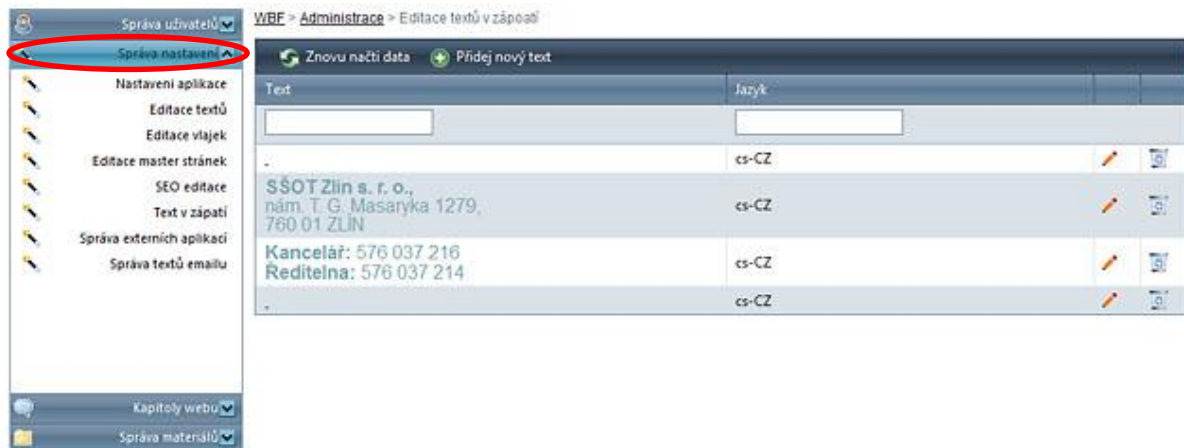 Správa uživatelů
Správa nastavení
Nastavení aplikace
Editace textů
Editace vlajek
Editace master stránek
SEO editace
Text v zápatí
Správa externích aplikací
Správa textů emailu
Kapitoly webu
Správa materiálů
WBF > Administrace > Editace textů v zápoatí
Znovu načti data
Přidej nový text
Text
Jazyk
. cs-CZ
SŠOT Zlín s. r. o.,
nám. T. G. Masaryka 1279,
760 01 ZLÍN
cs-CZ
Kancelář: 576 037 216
Ředitelna: 576 037 214
cs-CZ
. cs-CZ